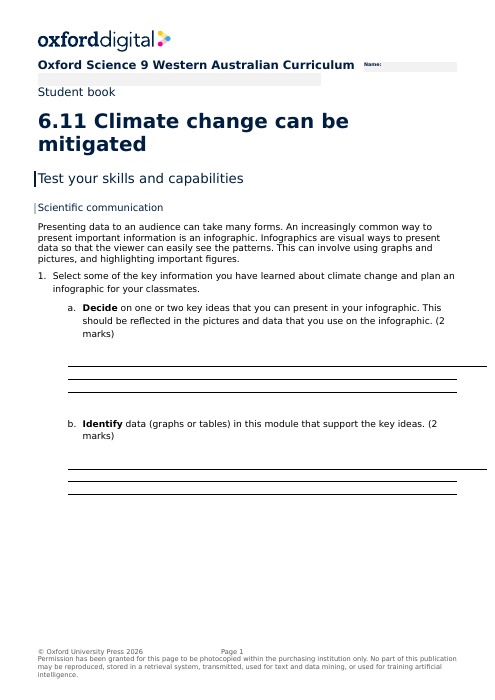 oxforddigital
Oxford Science 9 Western Australian Curriculum Name:
Student book
6.11 Climate change can be
mitigated
Test your skills and capabilities
Scientific communication
Presenting data to an audience can take many forms. An increasingly common way to
present important information is an infographic. Infographics are visual ways to present
data so that the viewer can easily see the patterns. This can involve using graphs and
pictures, and highlighting important figures.
1. Select some of the key information you have learned about climate change and plan an
infographic for your classmates.
a. Decide on one or two key ideas that you can present in your infographic. This
should be reflected in the pictures and data that you use on the infographic. (2
marks)
b. Identify data (graphs or tables) in this module that support the key ideas. (2
marks)
© Oxford University Press 2026 Page 1
Permission has been granted for this page to be photocopied within the purchasing institution only. No part of this publication
may be reproduced, stored in a retrieval system, transmitted, used for text and data mining, or used for training artificial
intelligence.